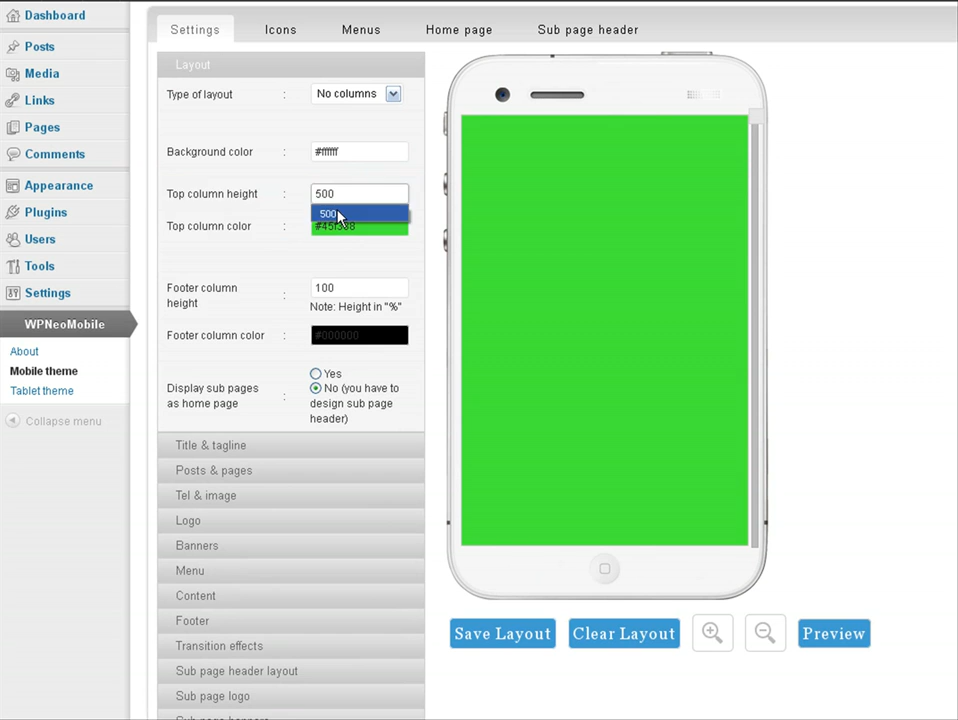 Dashboard
Posts
Media
Links
Pages
Comments
Appearance
Plugins
Users
Tools
Settings
WPNeoMobile
About
Mobile theme
Tablet theme
Collapse menu
Settings Icons Menus Home page Sub page header
Layout
Type of layout : No columns
Background color : #ffffff
Top column height : 500
500
Top column color :
Footer column height : 100
Note: Height in "%"
Footer column color : #000000
Display sub pages as home page : Yes
No (you have to
design sub page
header)
Title & tagline
Posts & pages
Tel & image
Logo
Banners
Menu
Content
Footer
Transition effects
Sub page header layout
Sub page logo
Sub page banners
Save Layout Clear Layout Preview